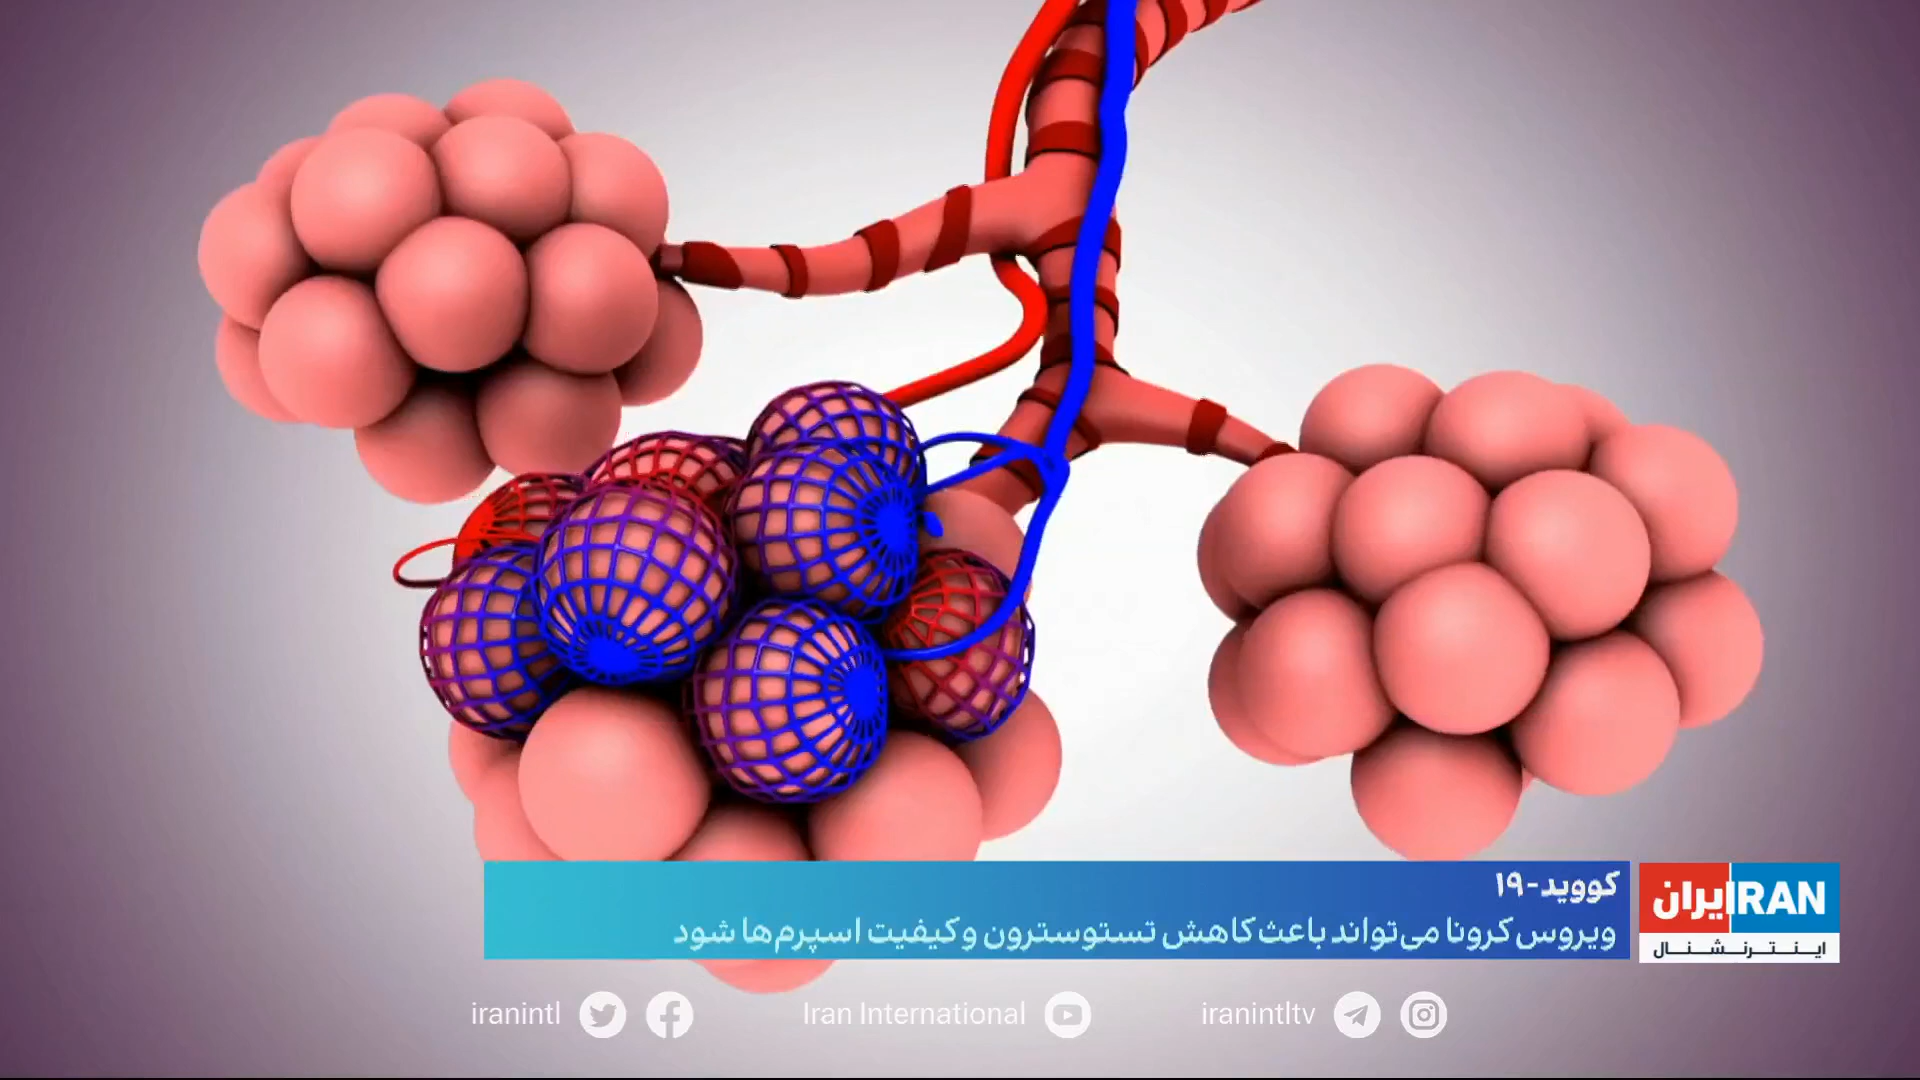 کووید-۱۹
ویروس کرونا می‌تواند باعث کاهش تستوسترون و کیفیت اسپرم‌ها شود
ایران IRAN
اینترنشنال
iranintl
Iran International
iranintltv